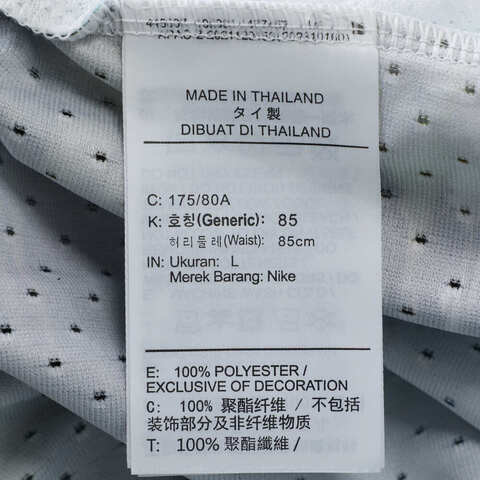 MADE IN THAILAND
タイ製
DIBUAT DI THAILAND
C: 175/80A
K: 호칭(Generic): 85
허리둘레(Waist): 85cm
IN: Ukuran: L
Merek Barang: Nike
E: 100% POLYESTER /
EXCLUSIVE OF DECORATION
C: 100% 聚酯纤维 / 不包括
装饰部分及非纤维物质
T: 100% 聚酯纖維 /